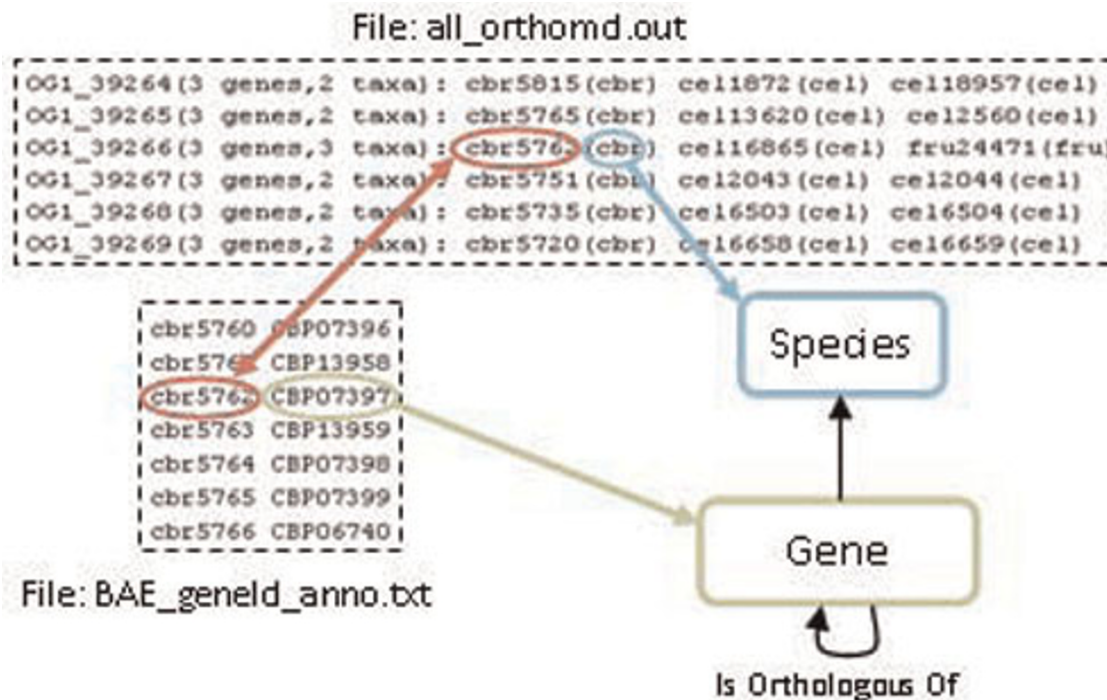 File: all_orthomd.out
OG1_39264(3 genes,2 taxa): cbr5815(cbr) cel1872(cel) cel18957(cel)
OG1_39265(3 genes,2 taxa): cbr5765(cbr) cel13620(cel) cel2560(cel)
OG1_39266(3 genes,3 taxa): cbr5762(cbr) cel16865(cel) fru24471(fru)
OG1_39267(3 genes,2 taxa): cbr5751(cbr) cel2043(cel) cel2044(cel)
OG1_39268(3 genes,2 taxa): cbr5735(cbr) cel6503(cel) cel6504(cel)
OG1_39269(3 genes,2 taxa): cbr5720(cbr) cel6658(cel) cel6659(cel)
cbr5760 CBP07396
CBP13958
cbr5762 CBP07397
cbr5763 CBP13959
cbr5764 CBP07398
cbr5765 CBP07399
cbr5766 CBP06740
File: BAE_geneId_anno.txt
Species
Gene
Is Orthologous Of